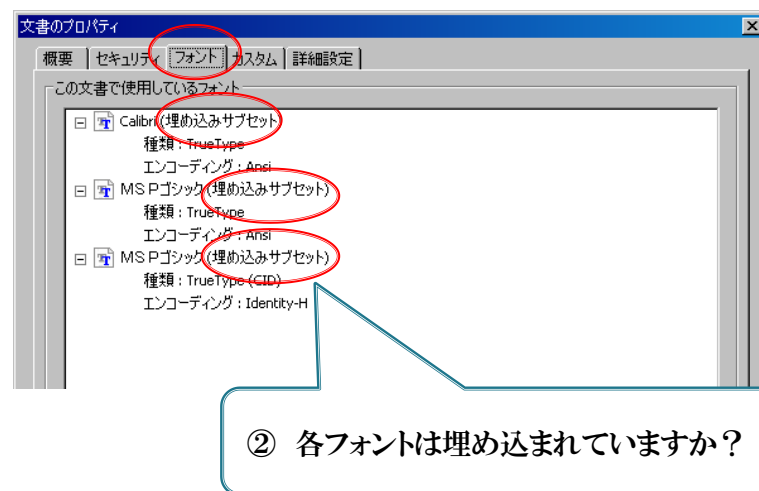 文書のプロパティ
概要 セキュリティ フォント カスタム 詳細設定
この文書で使用しているフォント
Calibri (埋め込みサブセット)
種類 : TrueType
エンコーディング : Ansi
MS Pゴシック (埋め込みサブセット)
種類 : TrueType
エンコーディング : Ansi
MS Pゴシック (埋め込みサブセット)
種類 : TrueType (CID)
エンコーディング : Identity-H
② 各フォントは埋め込まれていますか？